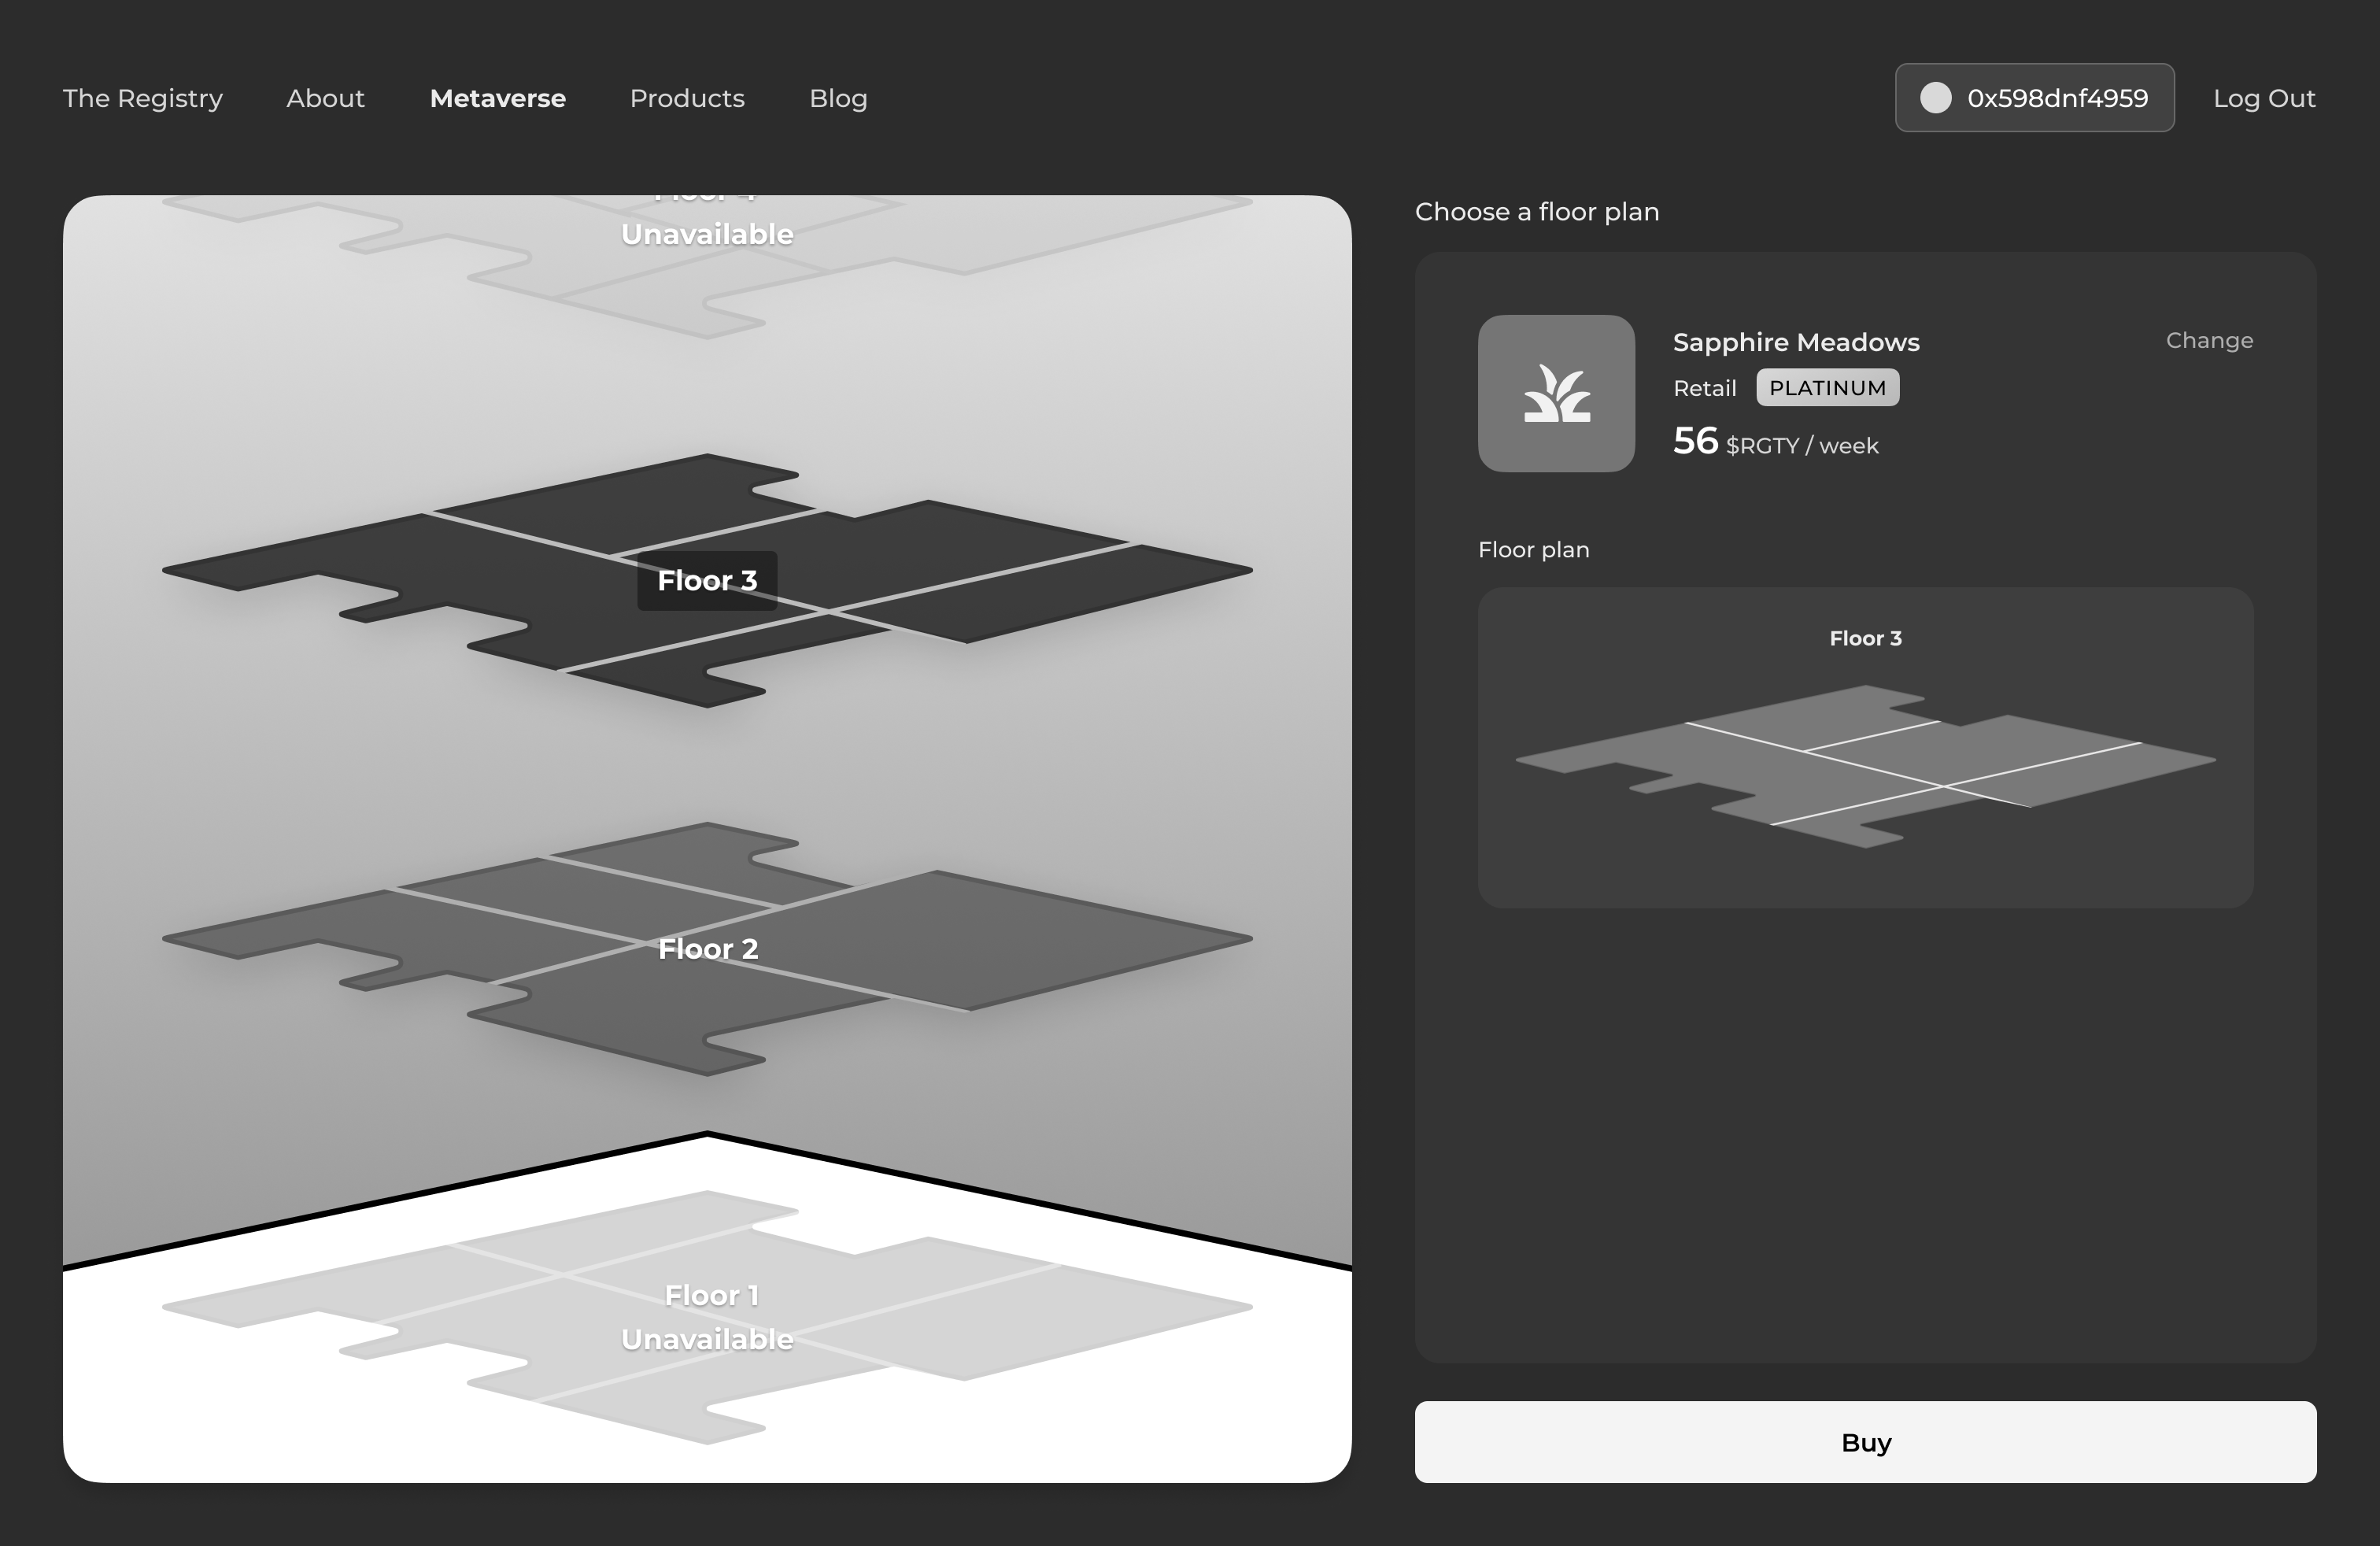 The Registry
About
Metaverse
Products
Blog
0x598dnf4959
Log Out
Unavailable
Floor 3
Floor 2
Floor 1
Unavailable
Choose a floor plan
Sapphire Meadows
Change
Retail
PLATINUM
56 $RGTY / week
Floor plan
Floor 3
Buy